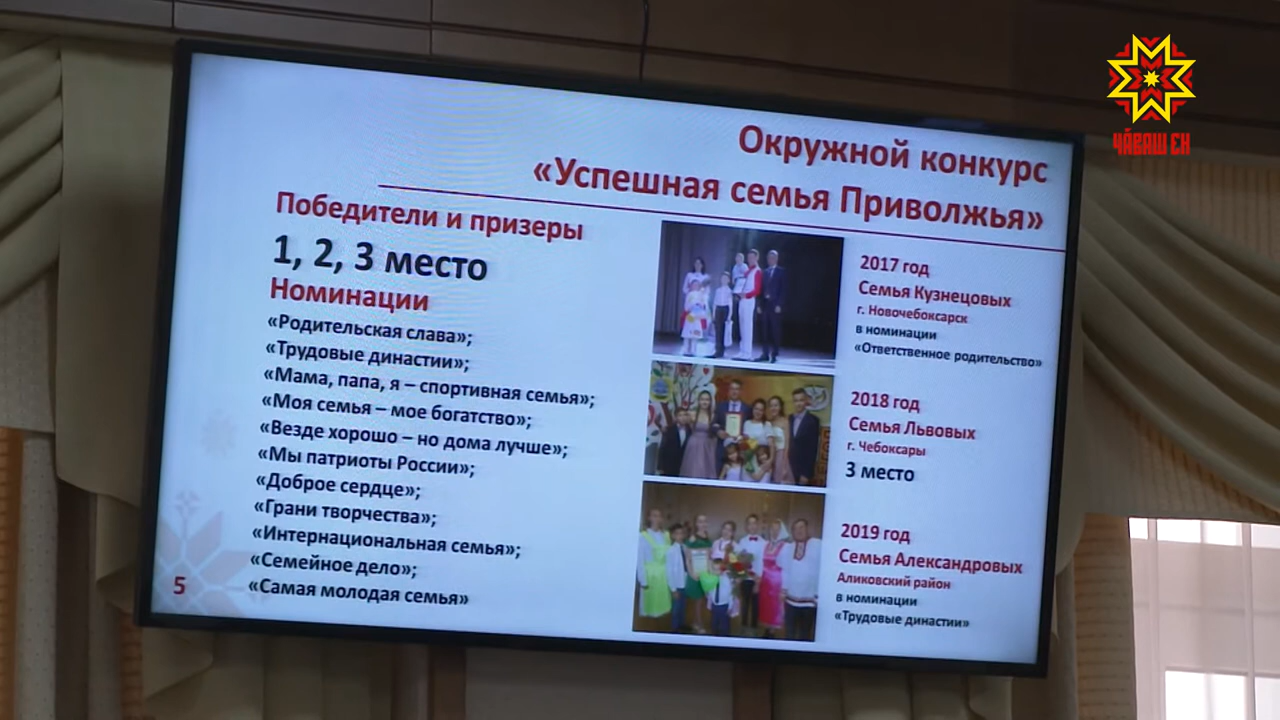 ЧӐВАШ ЕН
Окружной конкурс
«Успешная семья Приволжья»
Победители и призеры
1, 2, 3 место
Номинации
«Родительская слава»;
«Трудовые династии»;
«Мама, папа, я – спортивная семья»;
«Моя семья – мое богатство»;
«Везде хорошо – но дома лучше»;
«Мы патриоты России»;
«Доброе сердце»;
«Грани творчества»;
«Интернациональная семья»;
«Семейное дело»;
«Самая молодая семья»
5
2017 год
Семья Кузнецовых
г. Новочебоксарск
в номинации
«Ответственное родительство»
2018 год
Семья Львовых
г. Чебоксары
3 место
2019 год
Семья Александровых
Аликовский район
в номинации
«Трудовые династии»